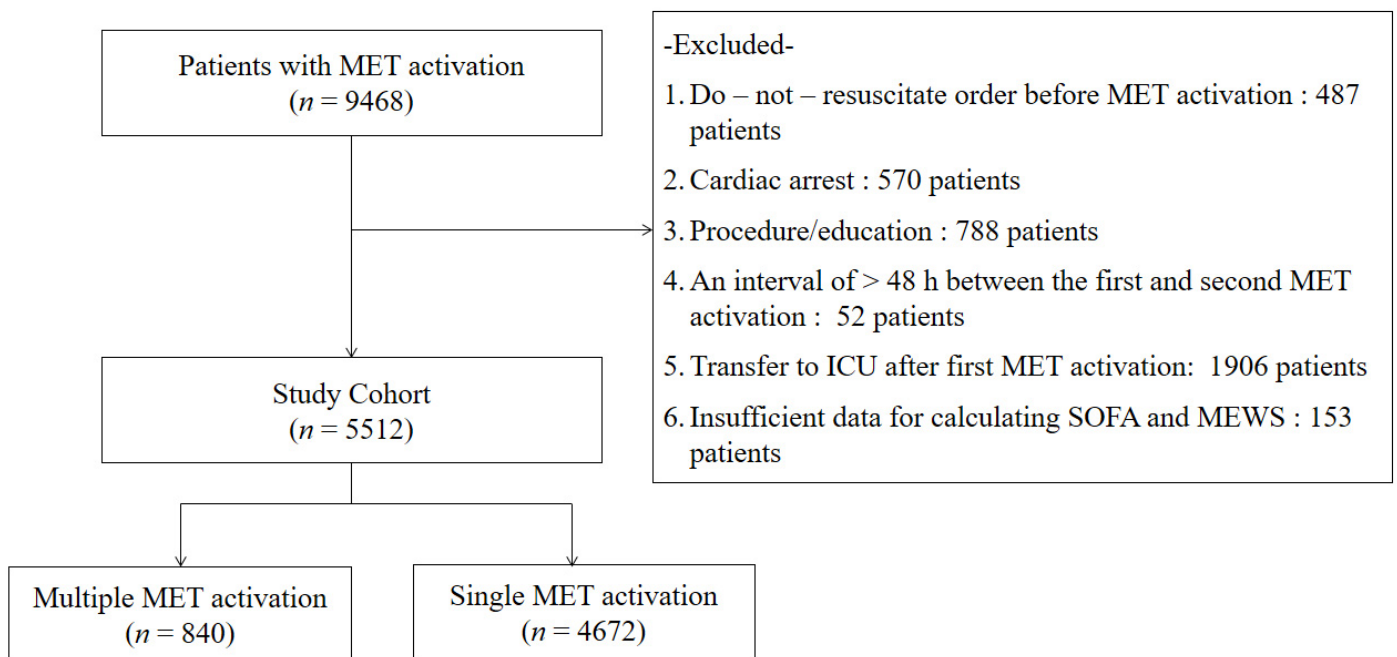 Patients with MET activation
(n = 9468)
-Excluded-
1. Do – not – resuscitate order before MET activation : 487
patients
2. Cardiac arrest : 570 patients
3. Procedure/education : 788 patients
4. An interval of > 48 h between the first and second MET
activation : 52 patients
5. Transfer to ICU after first MET activation: 1906 patients
6. Insufficient data for calculating SOFA and MEWS : 153
patients
Study Cohort
(n = 5512)
Multiple MET activation
(n = 840)
Single MET activation
(n = 4672)